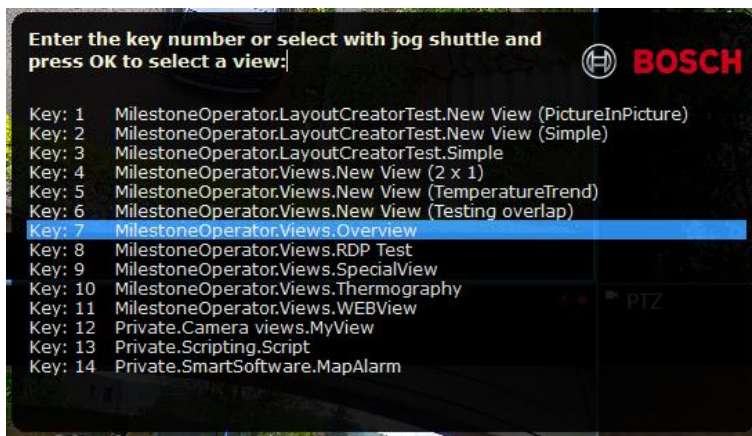 Enter the key number or select with jog shuttle and
press OK to select a view:
BOSCH
Key: 1 MilestoneOperator.LayoutCreatorTest.New View (PictureInPicture)
Key: 2 MilestoneOperator.LayoutCreatorTest.New View (Simple)
Key: 3 MilestoneOperator.LayoutCreatorTest.Simple
Key: 4 MilestoneOperator.Views.New View (2 x 1)
Key: 5 MilestoneOperator.Views.New View (TemperatureTrend)
Key: 6 MilestoneOperator.Views.New View (Testing overlap)
Key: 7 MilestoneOperator.Views.Overview
Key: 8 MilestoneOperator.Views.RDP Test
Key: 9 MilestoneOperator.Views.SpecialView
Key: 10 MilestoneOperator.Views.Thermography
Key: 11 MilestoneOperator.Views.WEBView
PTZ
Key: 12 Private.Camera views.MyView
Key: 13 Private.Scripting.Script
Key: 14 Private.SmartSoftware.MapAlarm